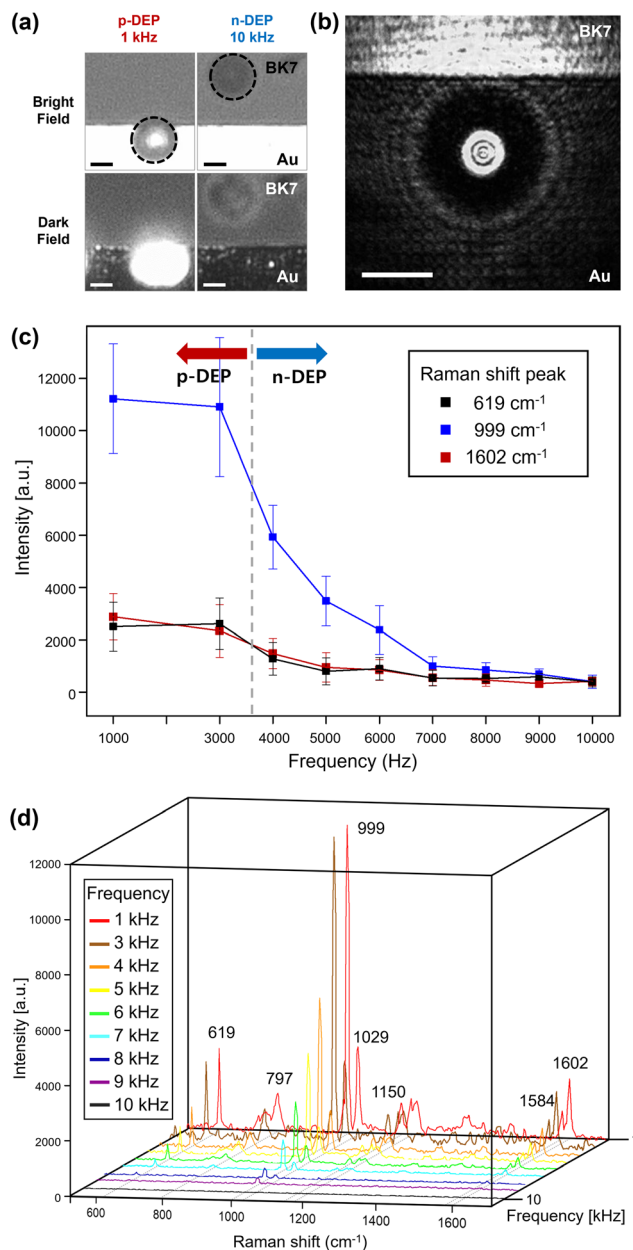 (a)
p-DEP
1 kHz
n-DEP
10 kHz
Bright
Field
BK7
Au
Dark
Field
BK7
Au
(b)
BK7
Au
(c)
p-DEP
n-DEP
Raman shift peak
619 cm⁻¹
999 cm⁻¹
1602 cm⁻¹
Intensity [a.u.]
12000
10000
8000
6000
4000
2000
0
1000 3000 4000 5000 6000 7000 8000 9000 10000
Frequency (Hz)
(d)
Frequency
1 kHz
3 kHz
4 kHz
5 kHz
6 kHz
7 kHz
8 kHz
9 kHz
10 kHz
Intensity [a.u.]
12000
10000
8000
6000
4000
2000
0
619
797
999
1029
1150
1584
1602
600 800 1000 1200 1400 1600
Raman shift (cm⁻¹)
10
Frequency [kHz]